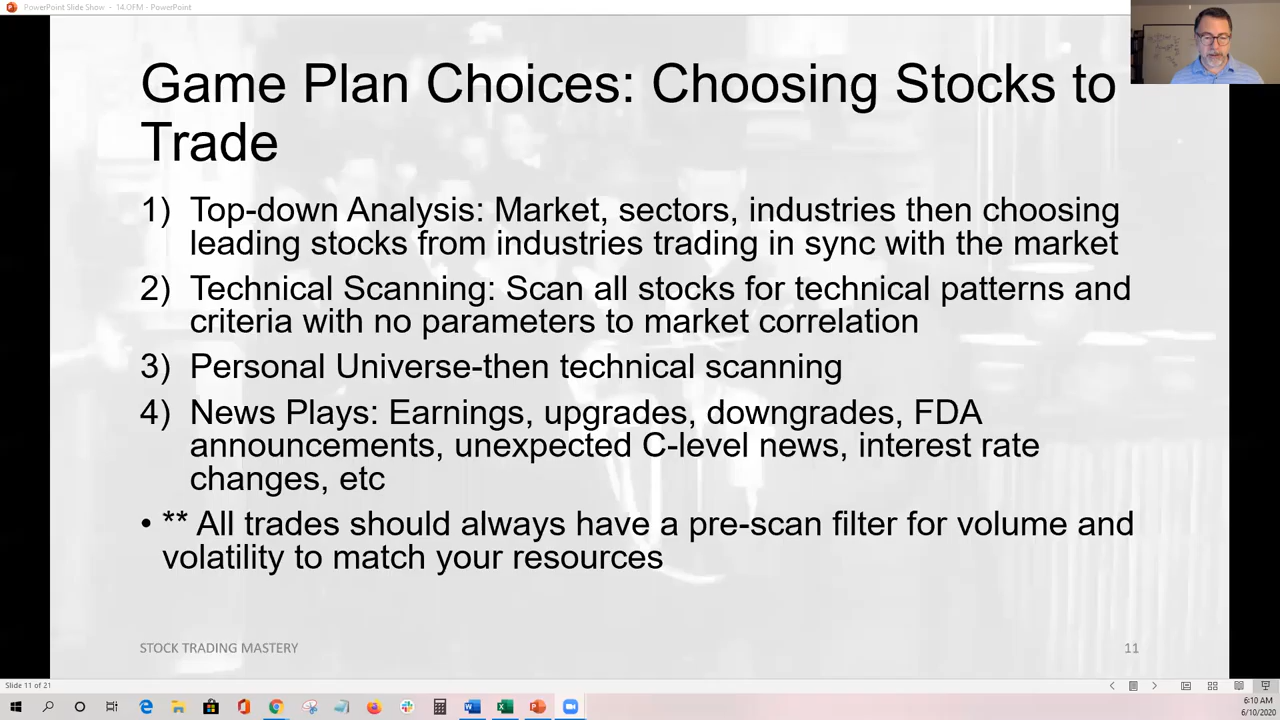 PowerPoint Slide Show - 14.OFM - PowerPoint
Game Plan Choices: Choosing Stocks to
Trade
1) Top-down Analysis: Market, sectors, industries then choosing
leading stocks from industries trading in sync with the market
2) Technical Scanning: Scan all stocks for technical patterns and
criteria with no parameters to market correlation
3) Personal Universe-then technical scanning
4) News Plays: Earnings, upgrades, downgrades, FDA
announcements, unexpected C-level news, interest rate
changes, etc
• ** All trades should always have a pre-scan filter for volume and
volatility to match your resources
STOCK TRADING MASTERY
11
Slide 11 of 21
6:10 AM
6/10/2020